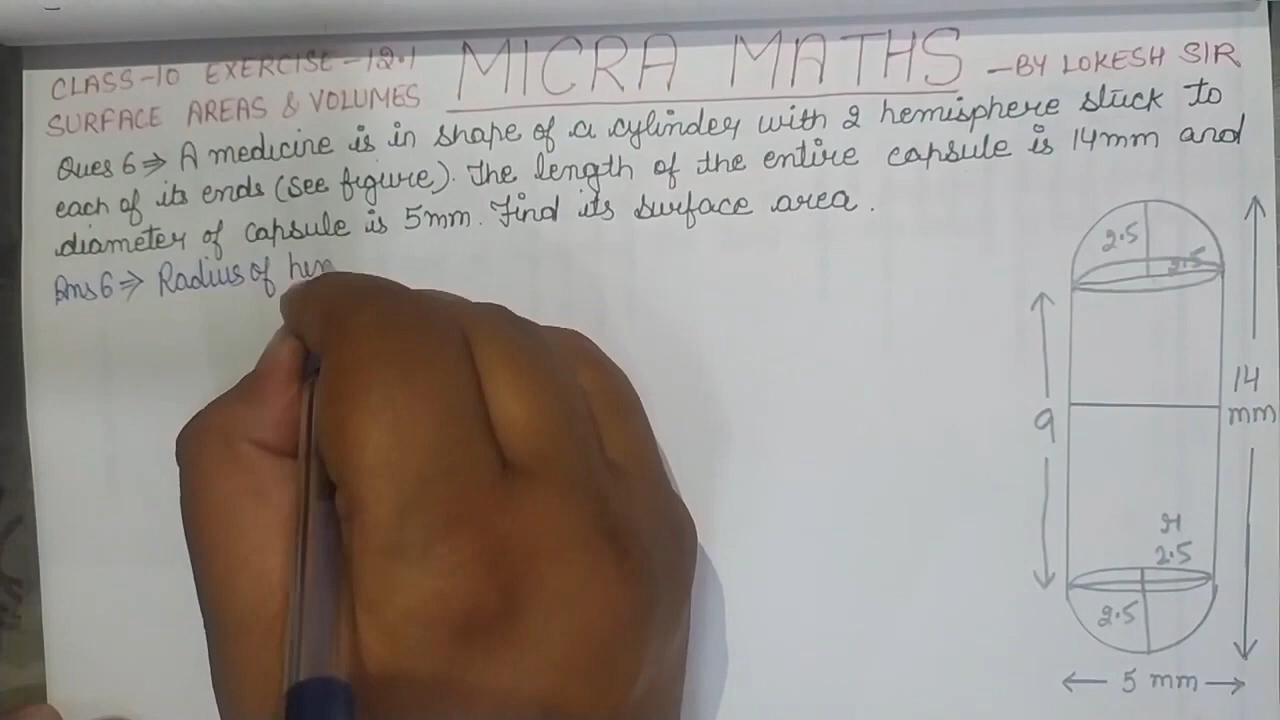 CLASS-10 EXERCISE-12.1 MICRA MATHS -BY LOKESH SIR
SURFACE AREAS & VOLUMES
Ques 6⇒ A medicine is in shape of a cylinder with 2 hemisphere stuck to
each of its ends (see figure). The length of the entire capsule is 14mm and
diameter of capsule is 5mm. Find its surface area.
Ans 6⇒ Radius of hem
2.5
2.5
14
mm
9
r
2.5
2.5
5 mm